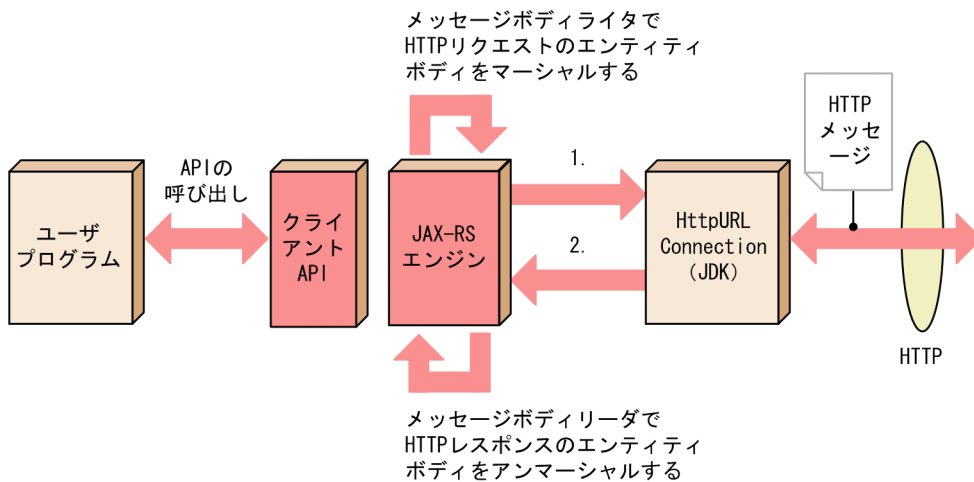 メッセージボディライタで
HTTPリクエストのエンティティ
ボディをマーシャルする
HTTP
メッセ
ージ
APIの
呼び出し
1.
ユーザ
プログラム
クライ
アント
API
JAX-RS
エンジン
2.
HttpURL
Connection
(JDK)
HTTP
メッセージボディリーダで
HTTPレスポンスのエンティティ
ボディをアンマーシャルする